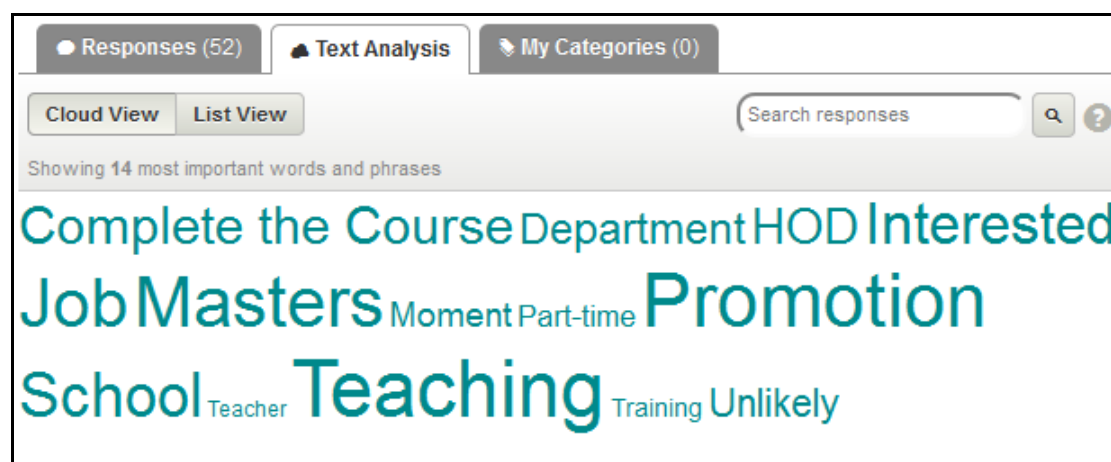 Responses (52) Text Analysis My Categories (0)
Cloud View List View Search responses ?
Showing 14 most important words and phrases
Complete the Course Department HOD Interested
Job Masters Moment Part-time Promotion
School Teacher Teaching Training Unlikely